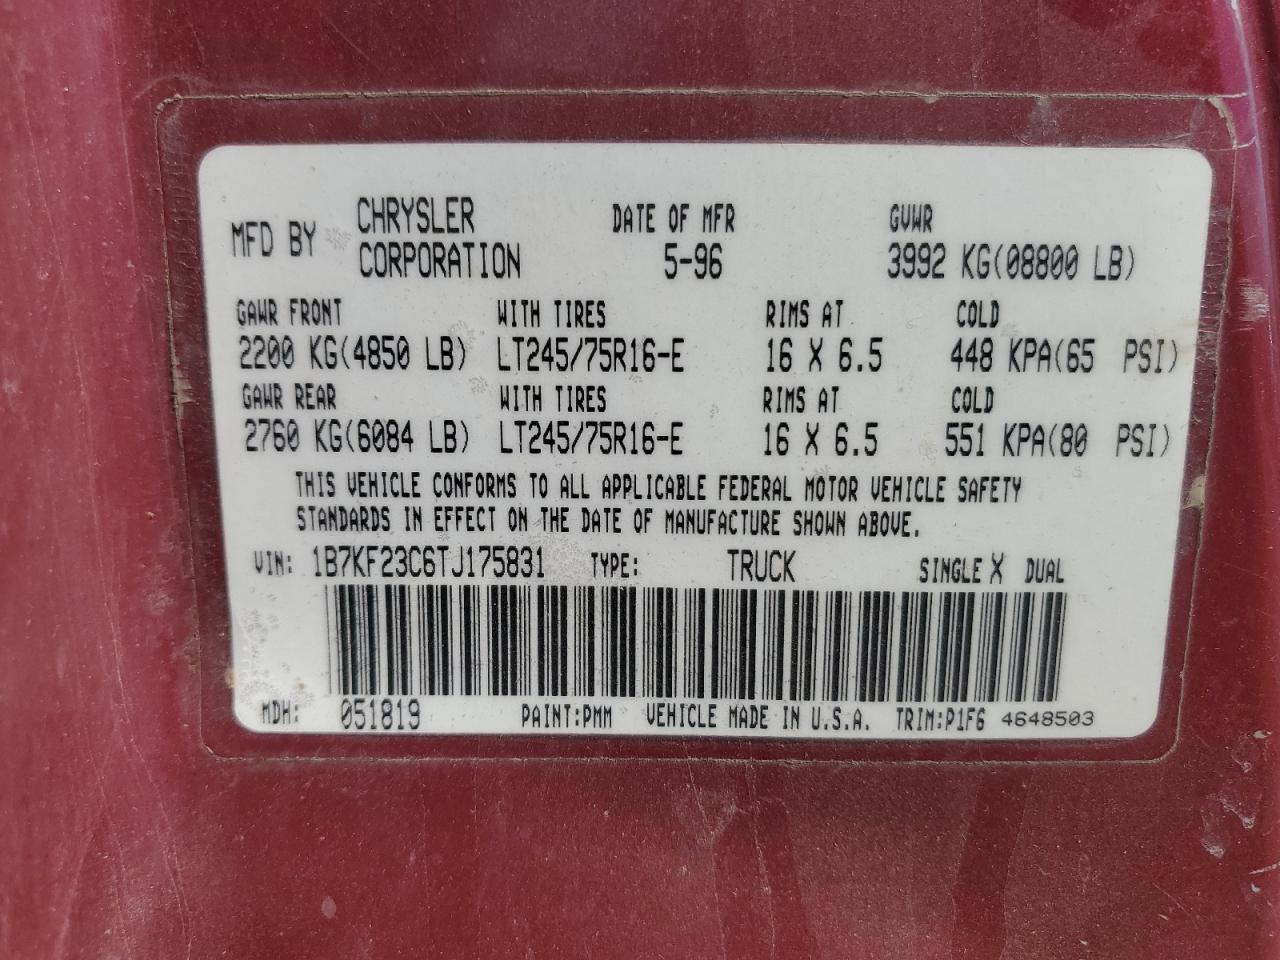 MFD BY CHRYSLER CORPORATION DATE OF MFR 5-96 GVWR 3992 KG(08800 LB)
GAWR FRONT WITH TIRES RIMS AT COLD
2200 KG(4850 LB) LT245/75R16-E 16 X 6.5 448 KPA(65 PSI)
GAWR REAR WITH TIRES RIMS AT COLD
2760 KG(6084 LB) LT245/75R16-E 16 X 6.5 551 KPA(80 PSI)
THIS VEHICLE CONFORMS TO ALL APPLICABLE FEDERAL MOTOR VEHICLE SAFETY
STANDARDS IN EFFECT ON THE DATE OF MANUFACTURE SHOWN ABOVE.
VIN: 1B7KF23C6TJ175831 TYPE: TRUCK SINGLE X DUAL
MDH: 051819 PAINT:PMM VEHICLE MADE IN U.S.A. TRIM:P1F6 4648503